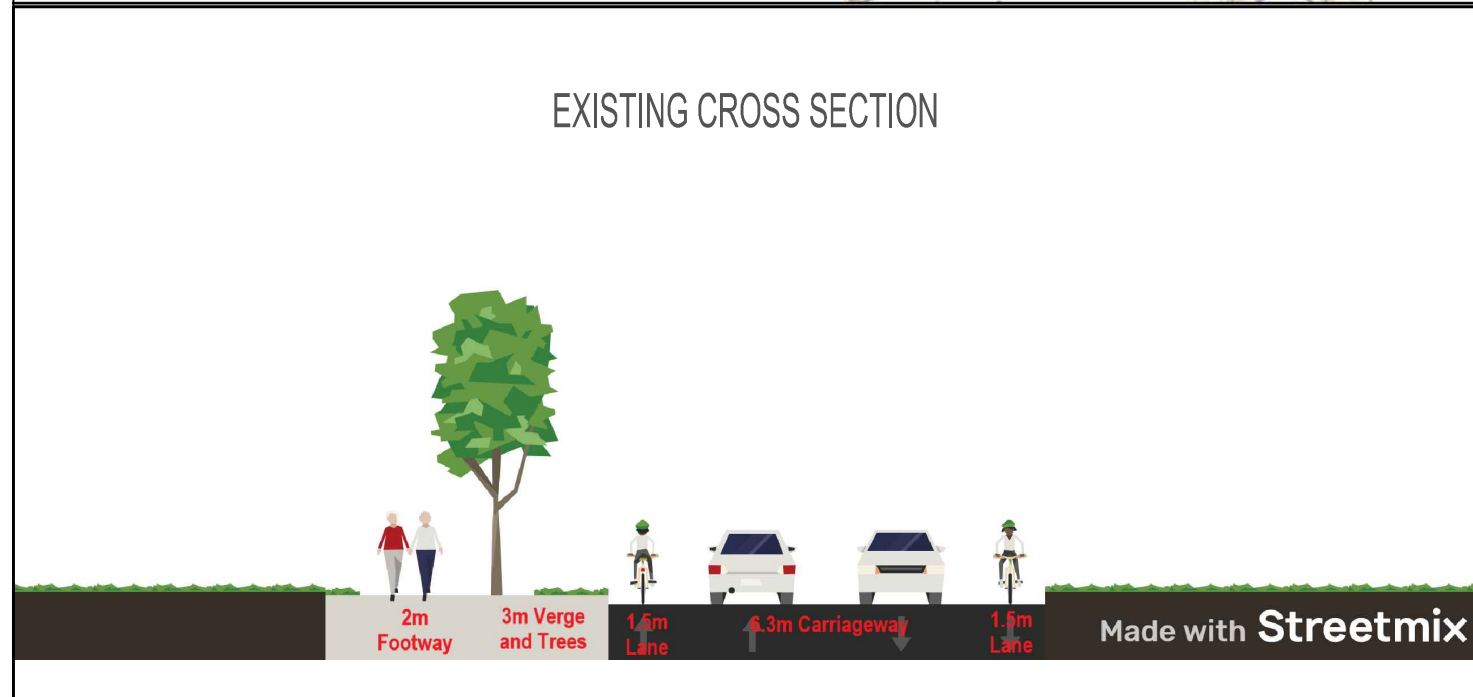 EXISTING CROSS SECTION
2m
Footway
3m Verge
and Trees
1.5m
Lane
6.3m Carriageway
1.5m
Lane
Made with Streetmix